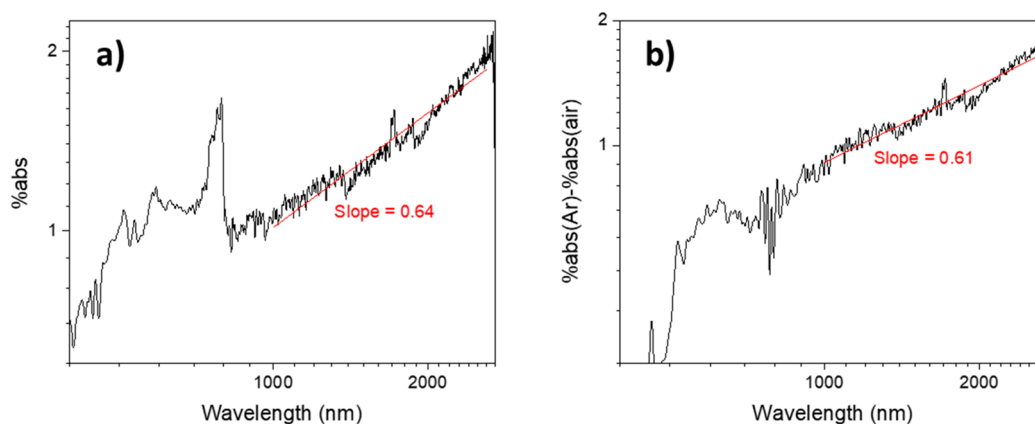 a)
2
1
%abs
Slope = 0.64
1000
2000
Wavelength (nm)
b)
2
1
%abs(Ar)-%abs(air)
Slope = 0.61
1000
2000
Wavelength (nm)